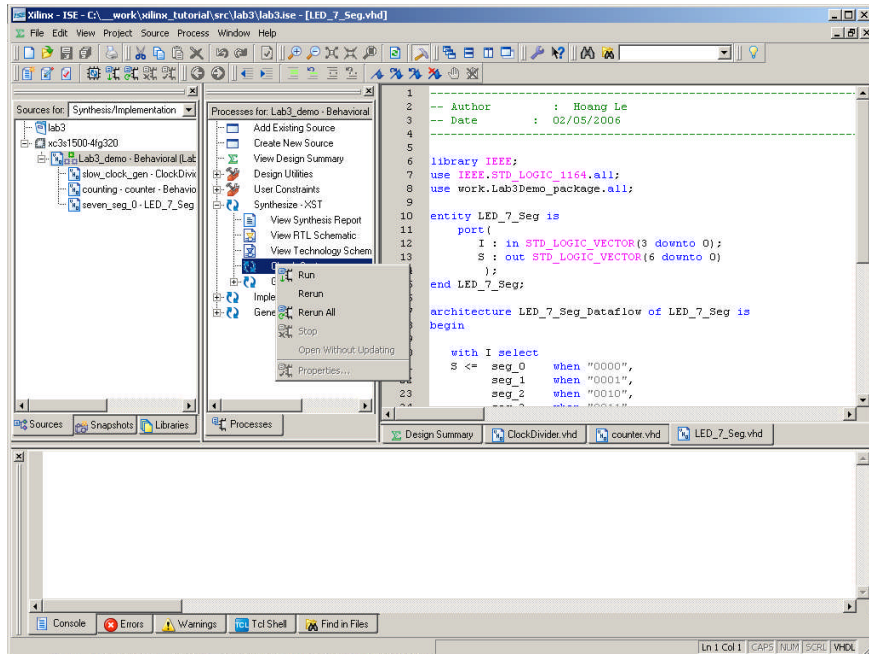 Xilinx - ISE - C:\__work\xilinx_tutorial\src\lab3\lab3.ise - [LED_7_Seg.vhd]
File Edit View Project Source Process Window Help
Sources for: Synthesis/Implementation
lab3
xc3s1500-4fg320
Lab3_demo - Behavioral (Lab
slow_clock_gen - ClockDivic
counting - counter - Behavio
seven_seg_0 - LED_7_Seg
Sources
Snapshots
Libraries
Processes for: Lab3_demo - Behavioral
Add Existing Source
Create New Source
View Design Summary
Design Utilities
User Constraints
Synthesize - XST
View Synthesis Report
View RTL Schematic
View Technology Schem
Imple
Gene
Run
Rerun
Rerun All
Stop
Open Without Updating
Properties...
Processes
1
2 -- Author : Hoang Le
3 -- Date : 02/05/2006
4
5
6 library IEEE;
7 use IEEE.STD_LOGIC_1164.all;
8 use work.Lab3Demo_package.all;
9
10 entity LED_7_Seg is
11 port(
12 I : in STD_LOGIC_VECTOR(3 downto 0);
13 S : out STD_LOGIC_VECTOR(6 downto 0)
);
end LED_7_Seg;
architecture LED_7_Seg_Dataflow of LED_7_Seg is
begin
with I select
S <= seg_0 when "0000",
seg_1 when "0001",
seg_2 when "0010",
23
Design Summary
ClockDivider.vhd
counter.vhd
LED_7_Seg.vhd
Console
Errors
Warnings
Tcl Shell
Find in Files
Ln 1 Col 1 CAPS NUM SCRL VHDL